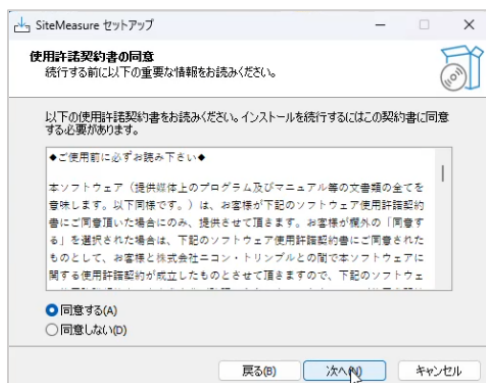 SiteMeasure セットアップ
使用許諾契約書の同意
続行する前に以下の重要な情報をお読みください。
以下の使用許諾契約書をお読みください。インストールを続行するにはこの契約書に同意
する必要があります。
◆ご使用前に必ずお読み下さい◆
本ソフトウェア（提供媒体上のプログラム及びマニュアル等の文書類の全てを
意味します。以下同様です。）は、お客様が下記のソフトウェア使用許諾契約
書にご同意頂いた場合にのみ、提供させて頂きます。お客様が欄外の「同意す
る」を選択された場合は、下記のソフトウェア使用許諾契約書にご同意された
ものとして、お客様と株式会社ニコン・トリンブルとの間で本ソフトウェアに
関する使用許諾契約が成立したものとさせて頂きますので、下記のソフトウェ
同意する(A)
同意しない(D)
戻る(B) 次へ(N) キャンセル